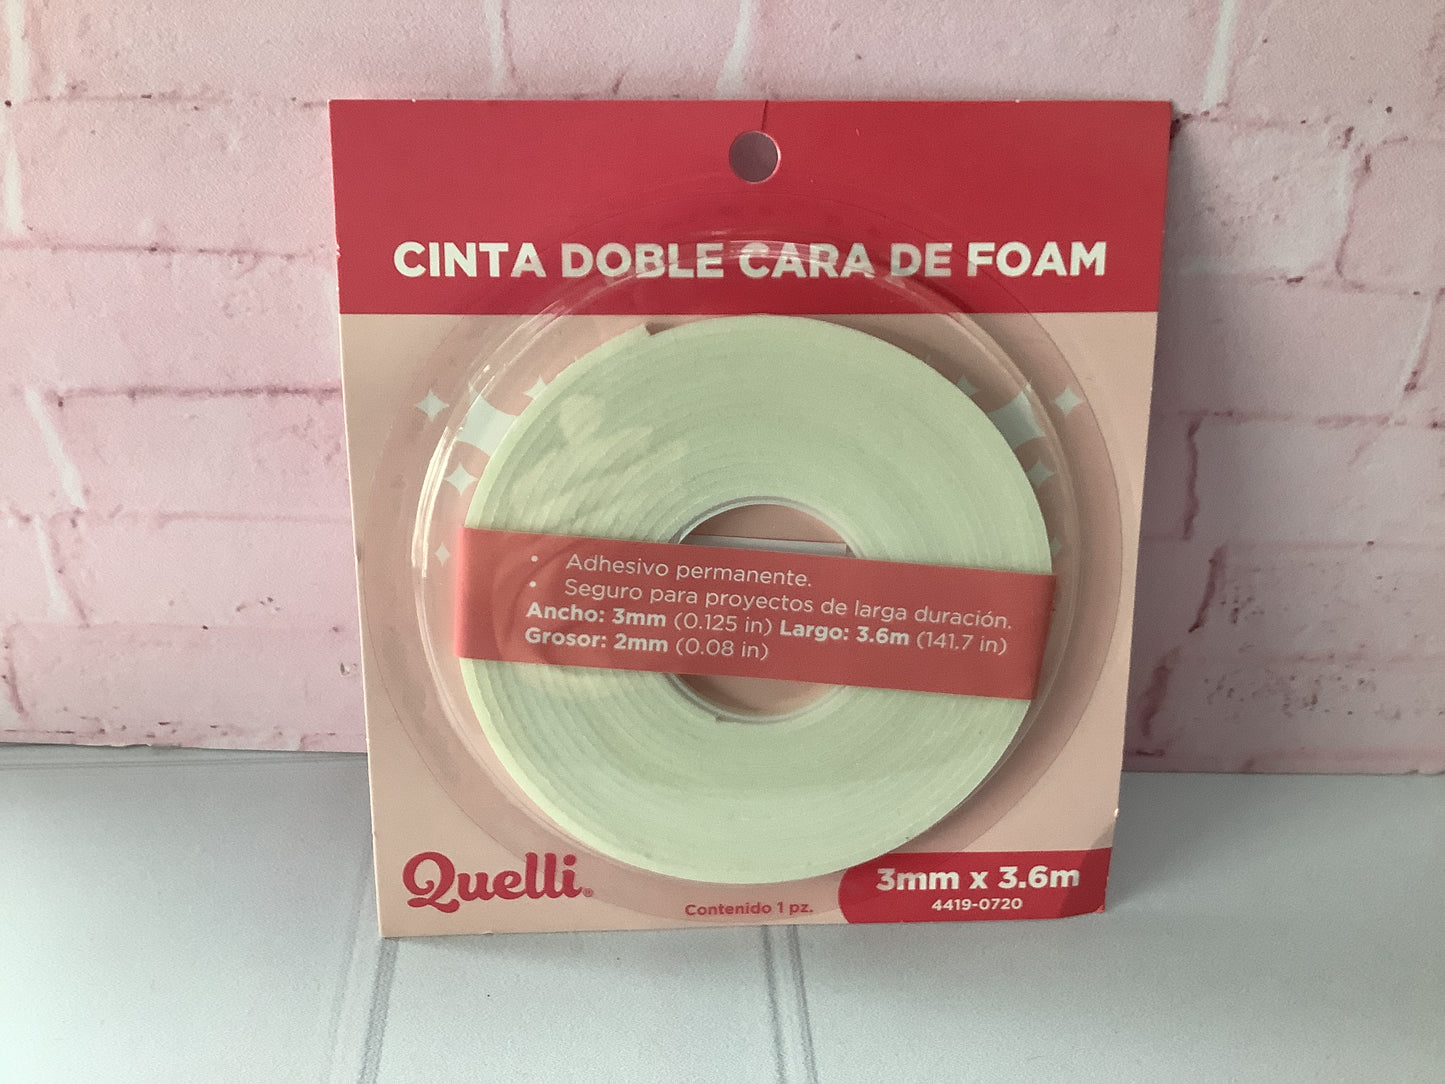 CINTA DOBLE CARA DE FOAM
• Adhesivo permanente.
• Seguro para proyectos de larga duración.
Ancho: 3mm (0.125 in) Largo: 3.6m (141.7 in)
Grosor: 2mm (0.08 in)
Quelli®
Contenido 1 pz.
3mm x 3.6m
4419-0720